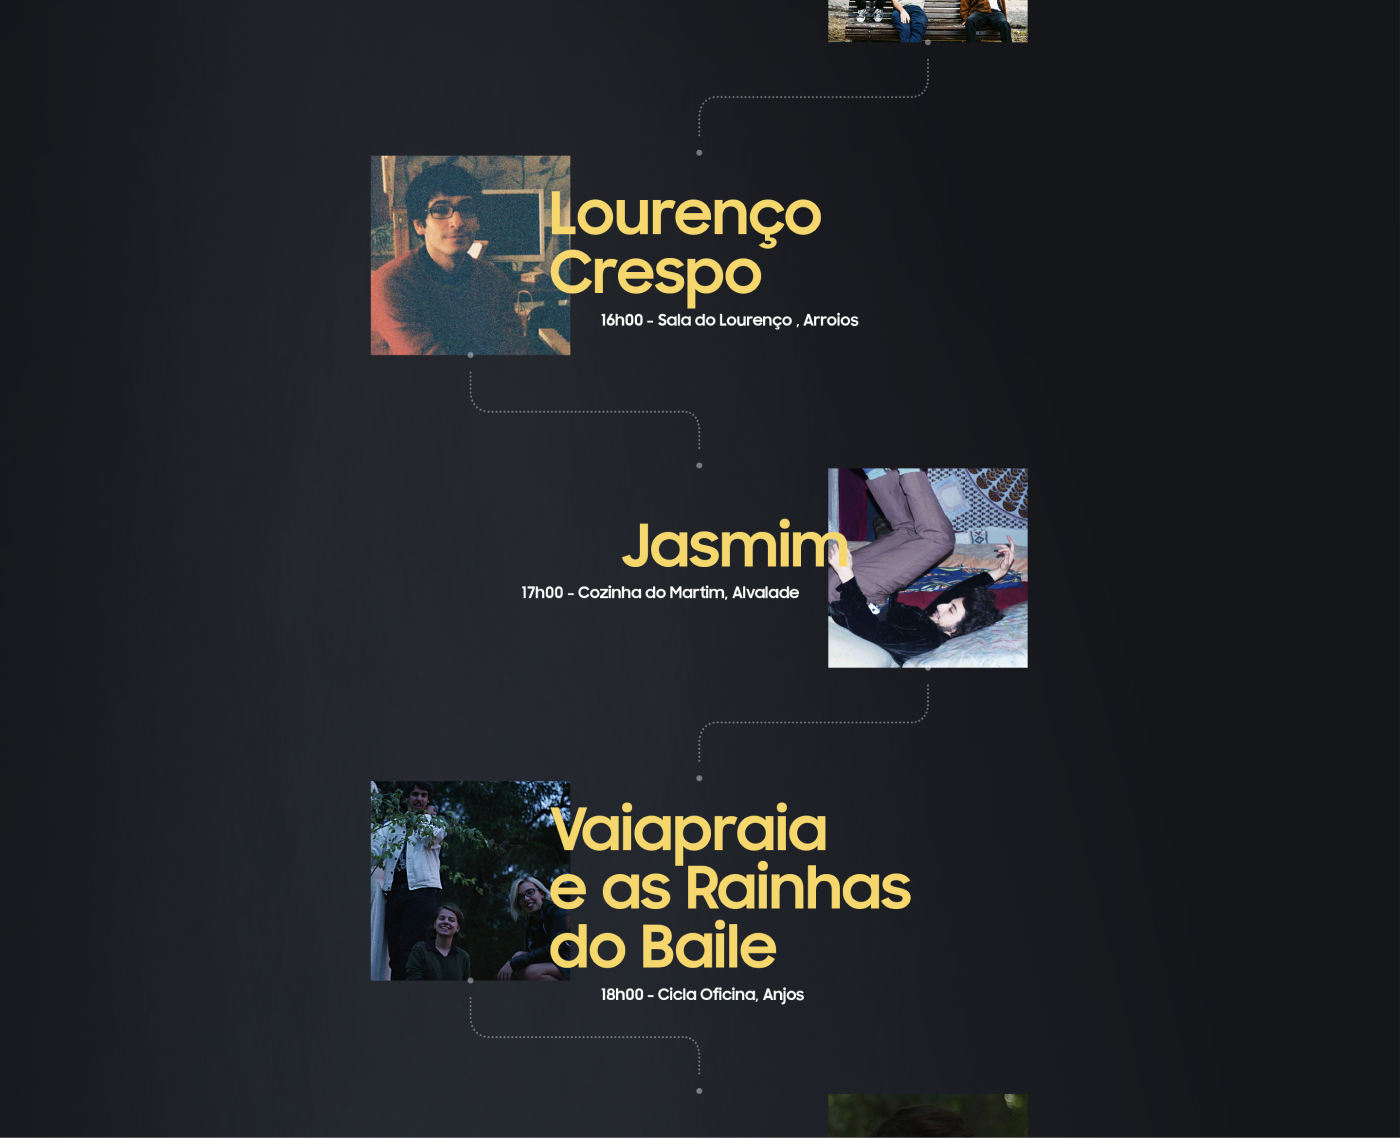 Lourenço
Crespo
16h00 - Sala do Lourenço , Arroios
Jasmim
17h00 - Cozinha do Martim, Alvalade
Vaiapraia
e as Rainhas
do Baile
18h00 - Cicla Oficina, Anjos